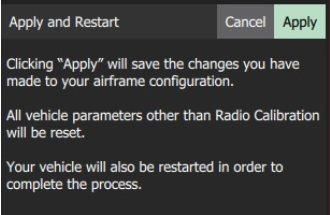 Apply and Restart Cancel Apply
Clicking “Apply” will save the changes you have
made to your airframe configuration.
All vehicle parameters other than Radio Calibration
will be reset.
Your vehicle will also be restarted in order to
complete the process.